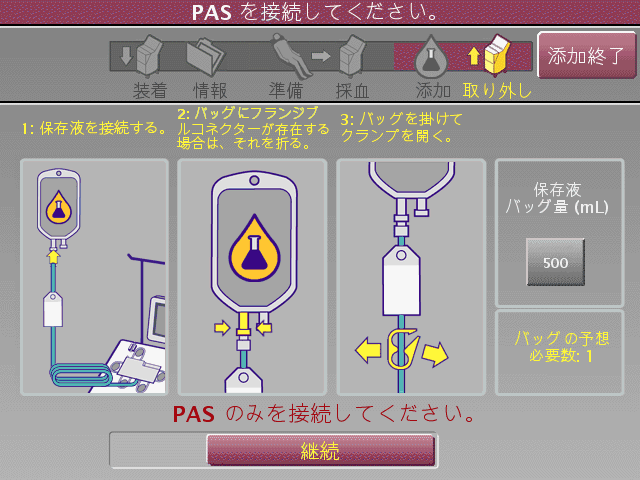 PAS を接続してください。
装着 情報 準備 採血 添加 取り外し
添加終了
1: 保存液を接続する。
2: バッグにフランジブ
ルコネクターが存在する
場合は、それを折る。
3: バッグを掛けて
クランプを開く。
保存液
バッグ量 (mL)
500
バッグの予想
必要数: 1
PAS のみを接続してください。
継続